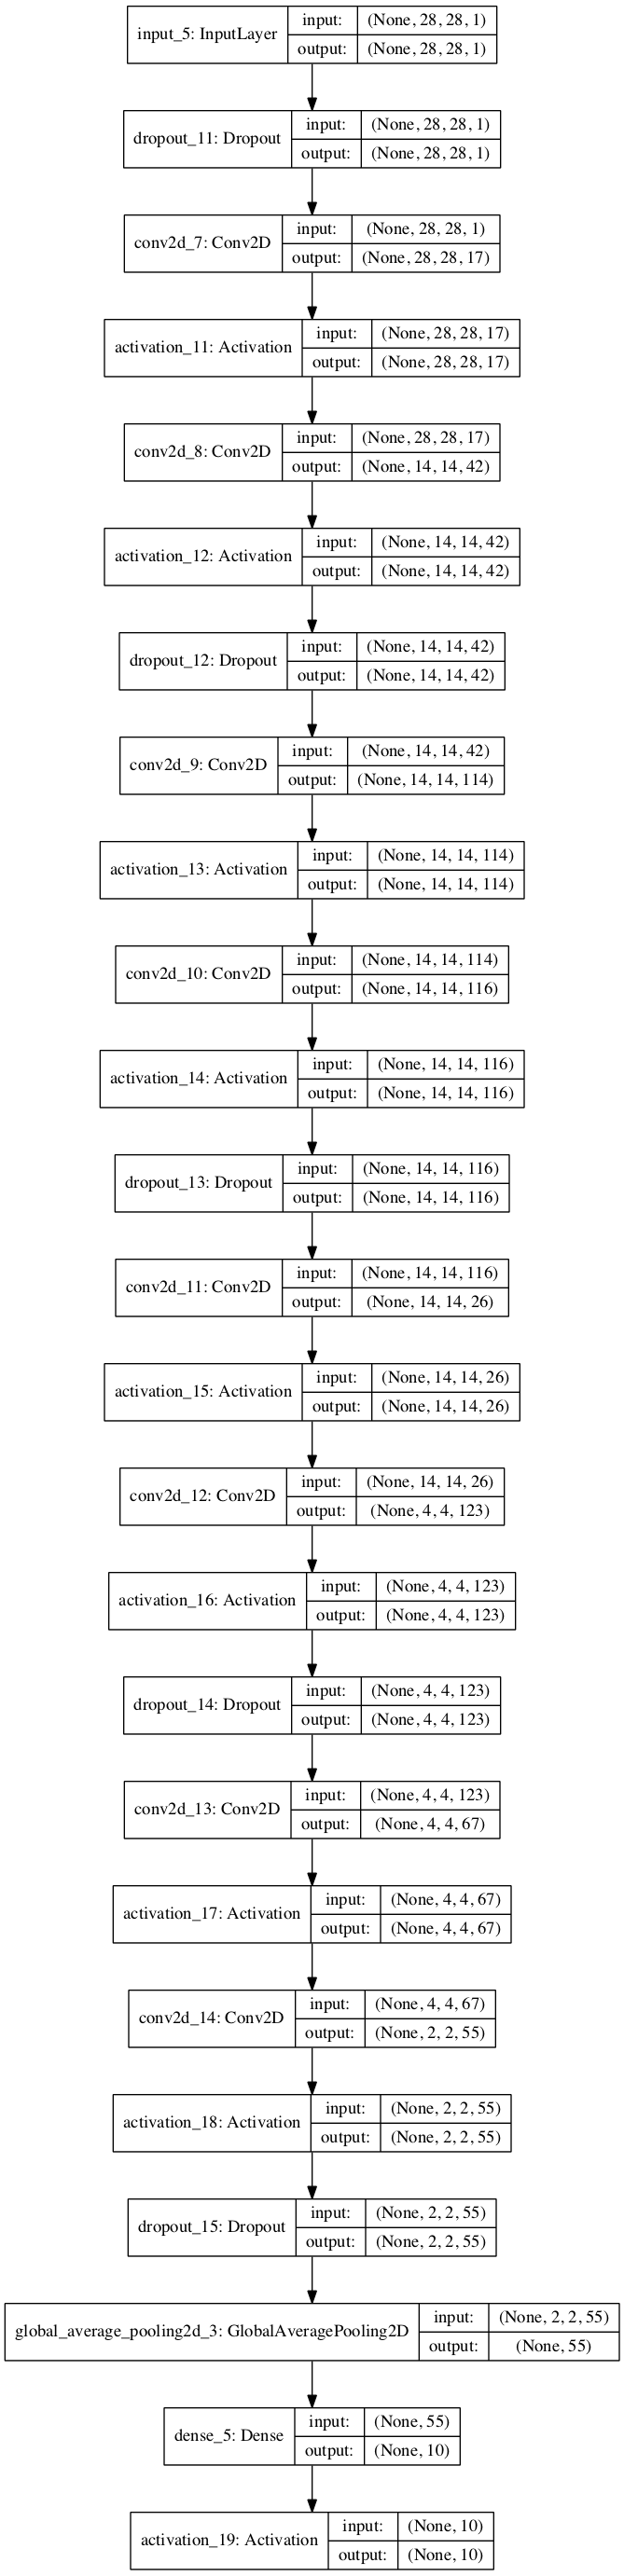 input_5: InputLayer
input: (None, 28, 28, 1)
output: (None, 28, 28, 1)
dropout_11: Dropout
input: (None, 28, 28, 1)
output: (None, 28, 28, 1)
conv2d_7: Conv2D
input: (None, 28, 28, 1)
output: (None, 28, 28, 17)
activation_11: Activation
input: (None, 28, 28, 17)
output: (None, 28, 28, 17)
conv2d_8: Conv2D
input: (None, 28, 28, 17)
output: (None, 14, 14, 42)
activation_12: Activation
input: (None, 14, 14, 42)
output: (None, 14, 14, 42)
dropout_12: Dropout
input: (None, 14, 14, 42)
output: (None, 14, 14, 42)
conv2d_9: Conv2D
input: (None, 14, 14, 42)
output: (None, 14, 14, 114)
activation_13: Activation
input: (None, 14, 14, 114)
output: (None, 14, 14, 114)
conv2d_10: Conv2D
input: (None, 14, 14, 114)
output: (None, 14, 14, 116)
activation_14: Activation
input: (None, 14, 14, 116)
output: (None, 14, 14, 116)
dropout_13: Dropout
input: (None, 14, 14, 116)
output: (None, 14, 14, 116)
conv2d_11: Conv2D
input: (None, 14, 14, 116)
output: (None, 14, 14, 26)
activation_15: Activation
input: (None, 14, 14, 26)
output: (None, 14, 14, 26)
conv2d_12: Conv2D
input: (None, 14, 14, 26)
output: (None, 4, 4, 123)
activation_16: Activation
input: (None, 4, 4, 123)
output: (None, 4, 4, 123)
dropout_14: Dropout
input: (None, 4, 4, 123)
output: (None, 4, 4, 123)
conv2d_13: Conv2D
input: (None, 4, 4, 123)
output: (None, 4, 4, 67)
activation_17: Activation
input: (None, 4, 4, 67)
output: (None, 4, 4, 67)
conv2d_14: Conv2D
input: (None, 4, 4, 67)
output: (None, 2, 2, 55)
activation_18: Activation
input: (None, 2, 2, 55)
output: (None, 2, 2, 55)
dropout_15: Dropout
input: (None, 2, 2, 55)
output: (None, 2, 2, 55)
global_average_pooling2d_3: GlobalAveragePooling2D
input: (None, 2, 2, 55)
output: (None, 55)
dense_5: Dense
input: (None, 55)
output: (None, 10)
activation_19: Activation
input: (None, 10)
output: (None, 10)